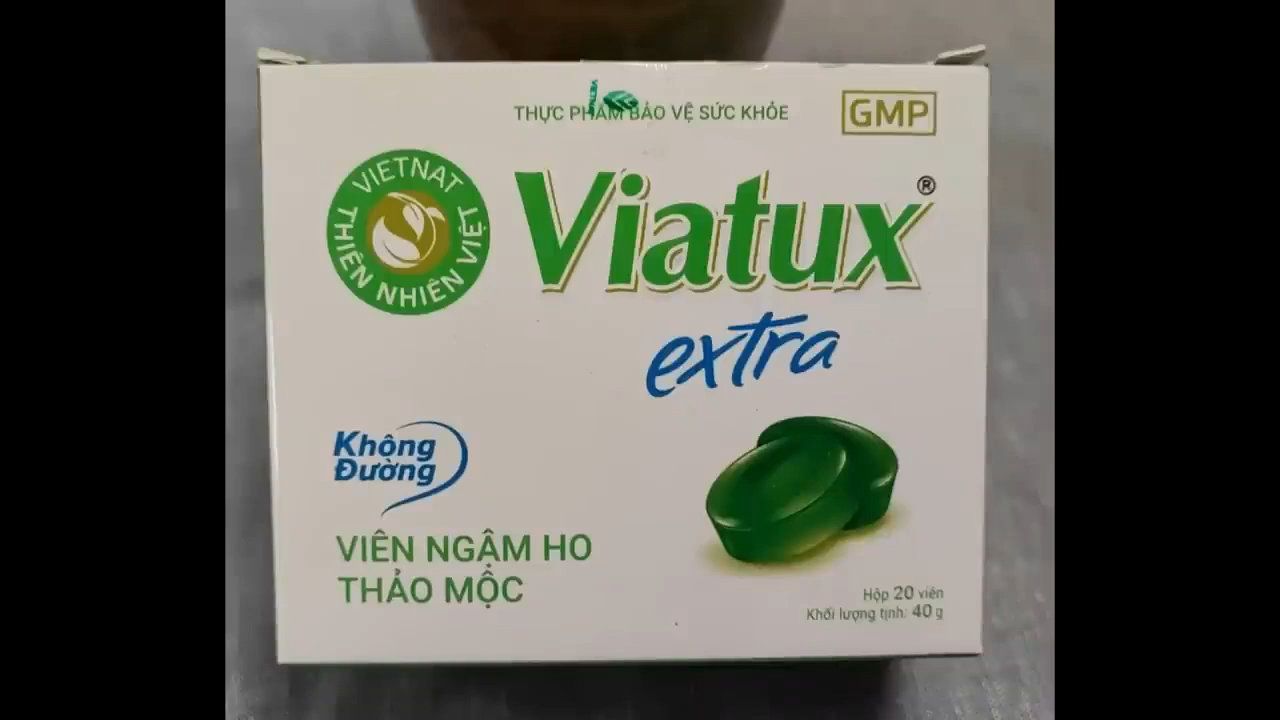 THỰC PHẨM BẢO VỆ SỨC KHỎE
GMP
VIETNAT
THIÊN NHIÊN VIỆT
Viatux®
extra
Không
Đường
VIÊN NGẬM HO
THẢO MỘC
Hộp 20 viên
Khối lượng tịnh: 40 g